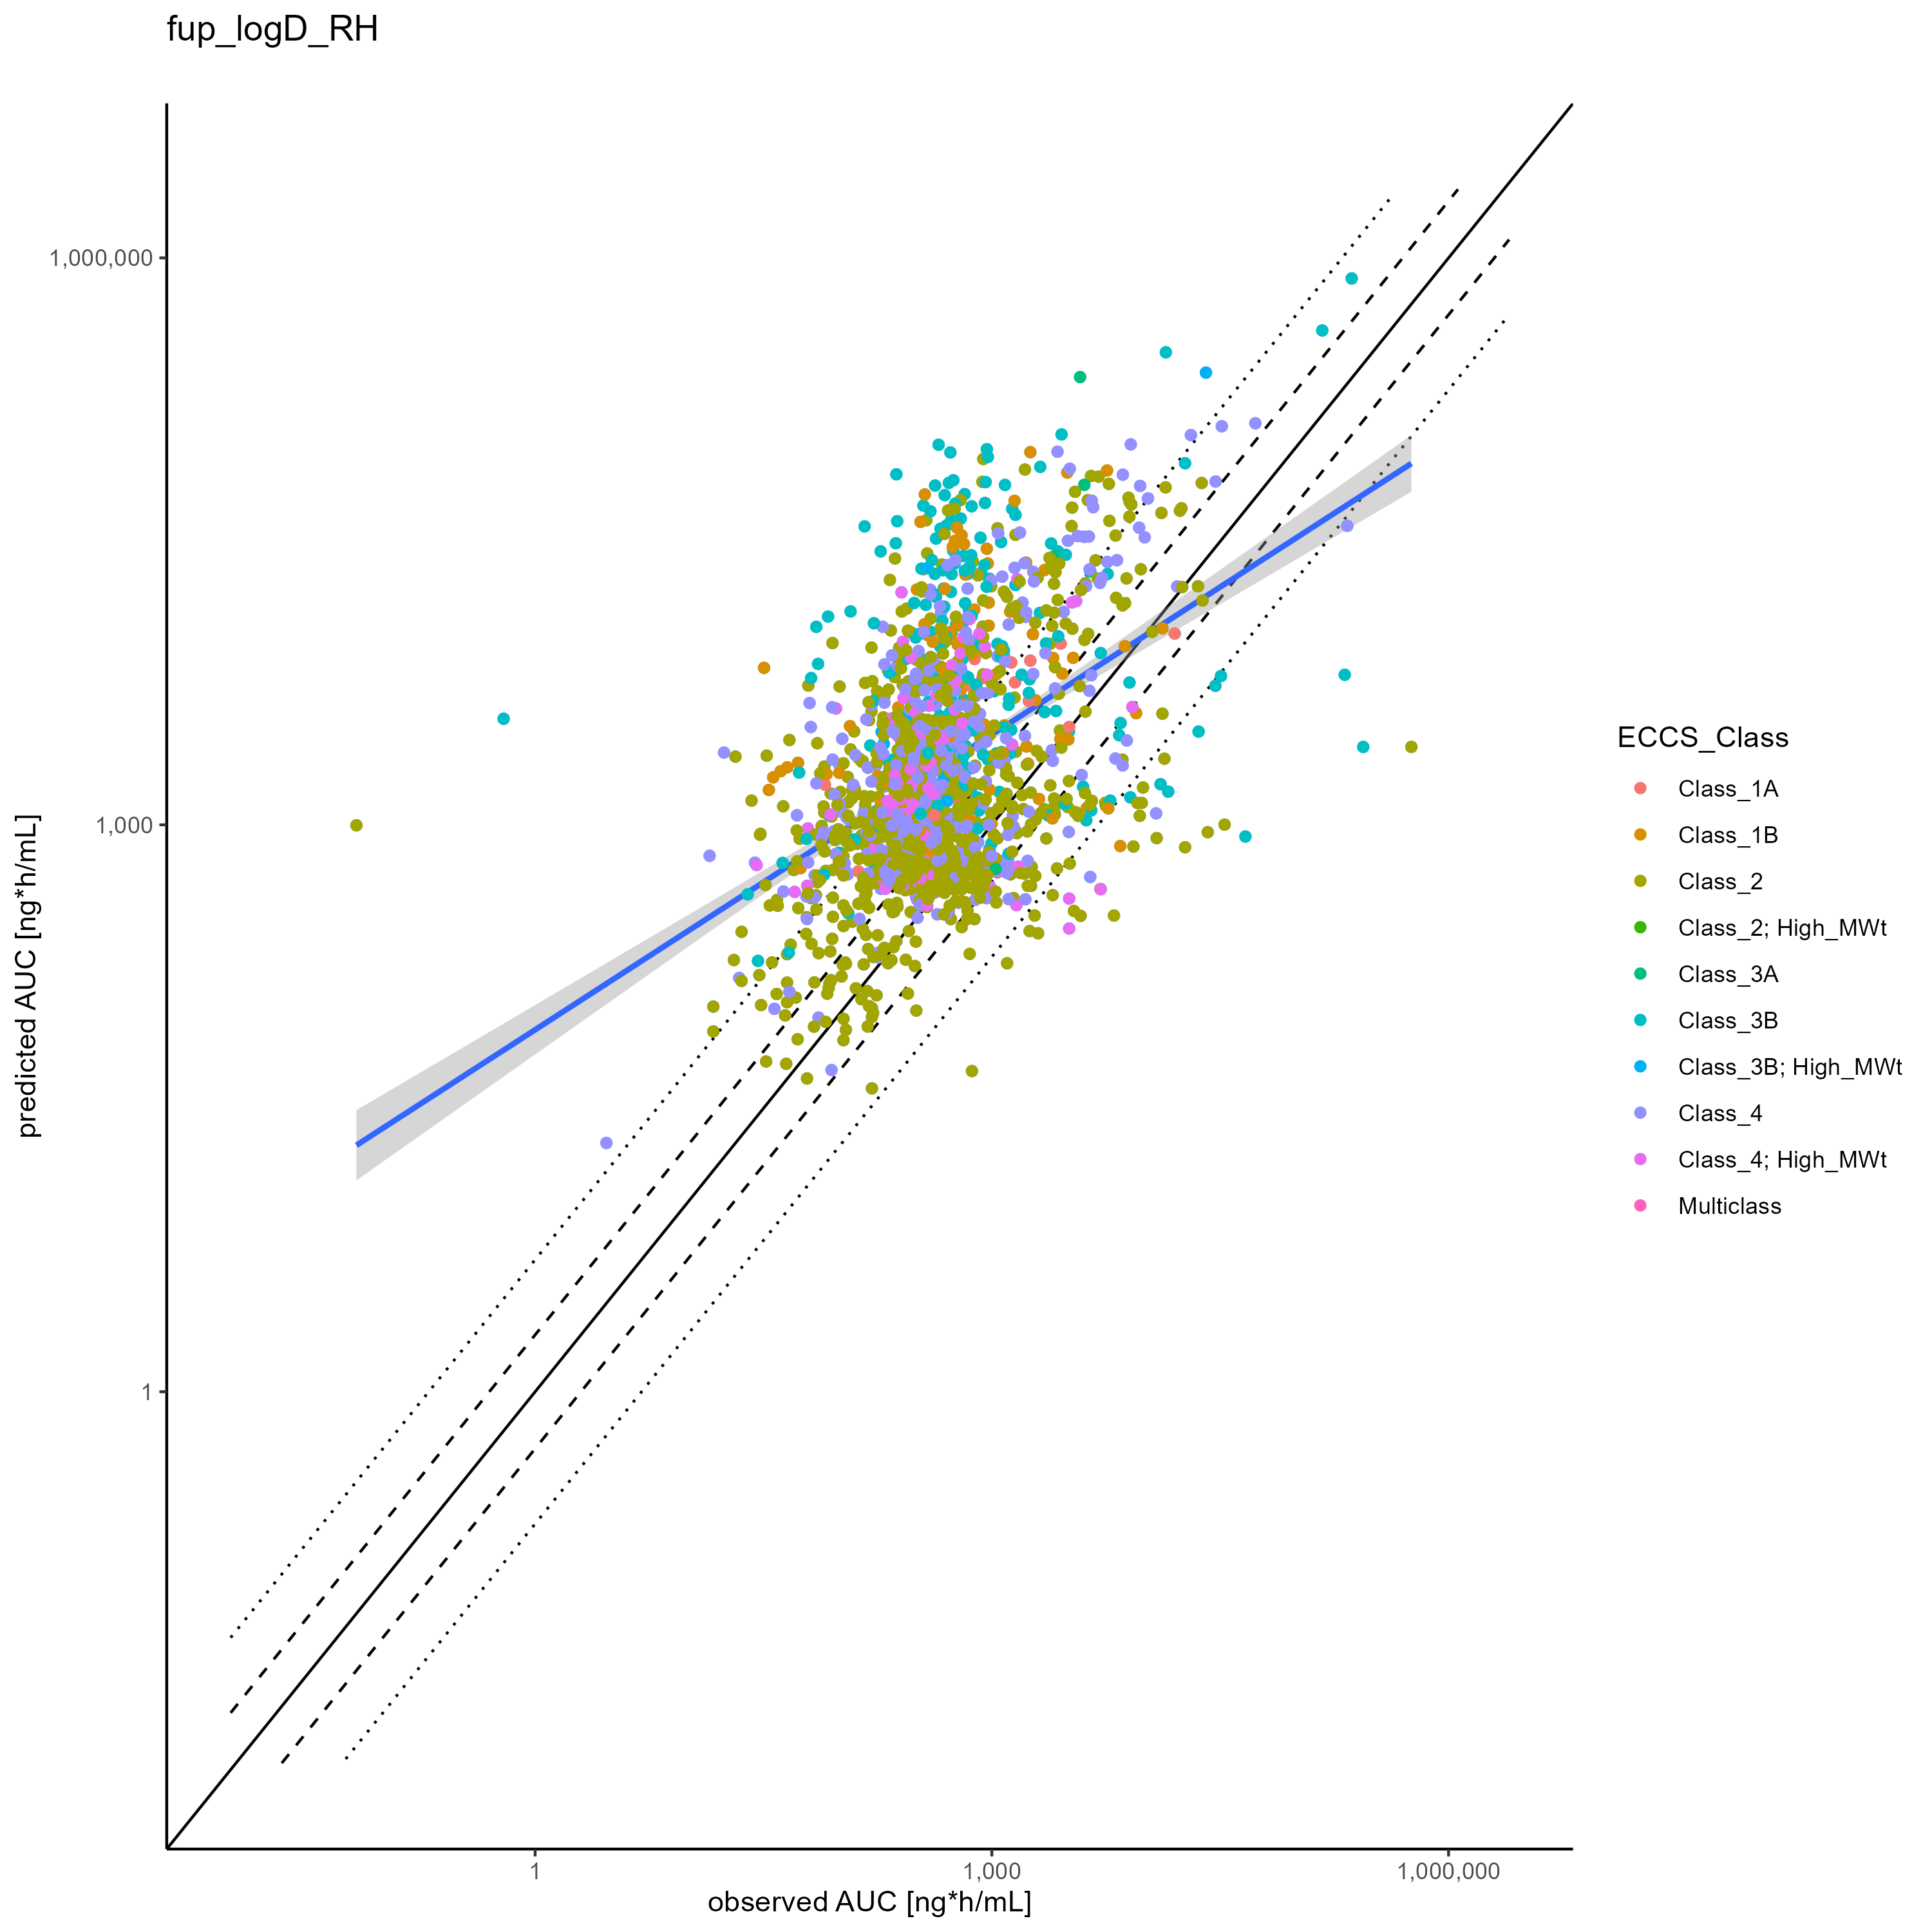 fup_logD_RH
1,000,000
1,000
1
predicted AUC [ng*h/mL]
1
1,000
1,000,000
observed AUC [ng*h/mL]
ECCS_Class
Class_1A
Class_1B
Class_2
Class_2; High_MWt
Class_3A
Class_3B
Class_3B; High_MWt
Class_4
Class_4; High_MWt
Multiclass